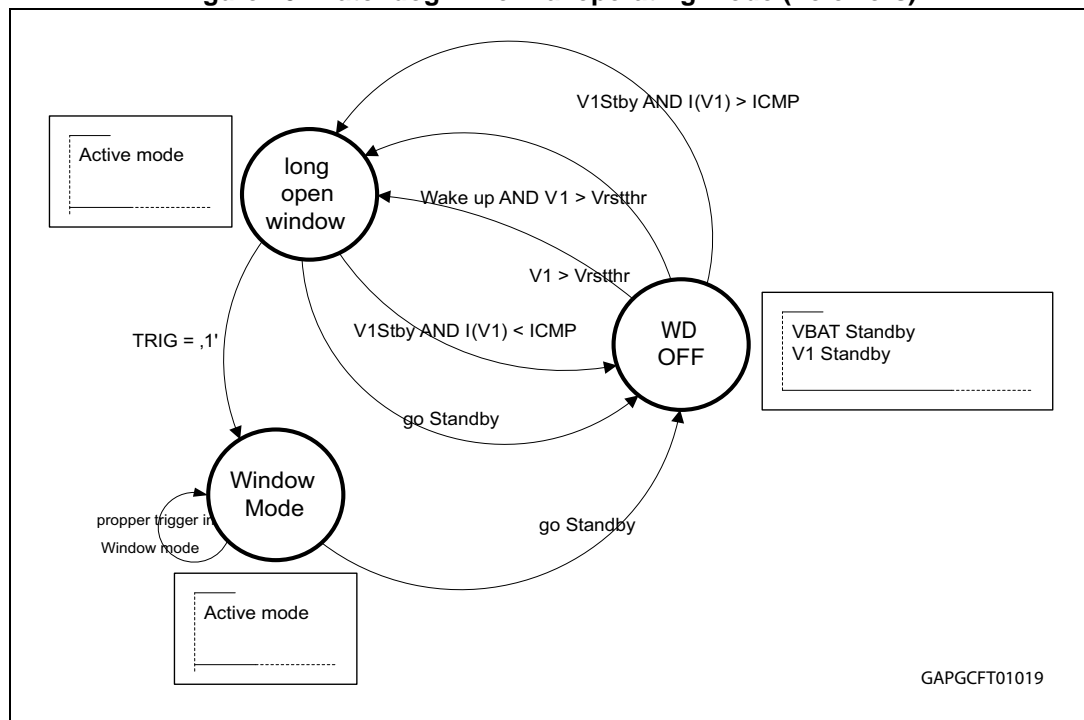 V1Stby AND I(V1) > ICMP
Active mode
long
open
window
Wake up AND V1 > Vrstthr
V1 > Vrstthr
TRIG = ,1'
V1Stby AND I(V1) < ICMP
WD
OFF
VBAT Standby
V1 Standby
go Standby
Window
Mode
propper trigger in
Window mode
go Standby
Active mode
GAPGCFT01019